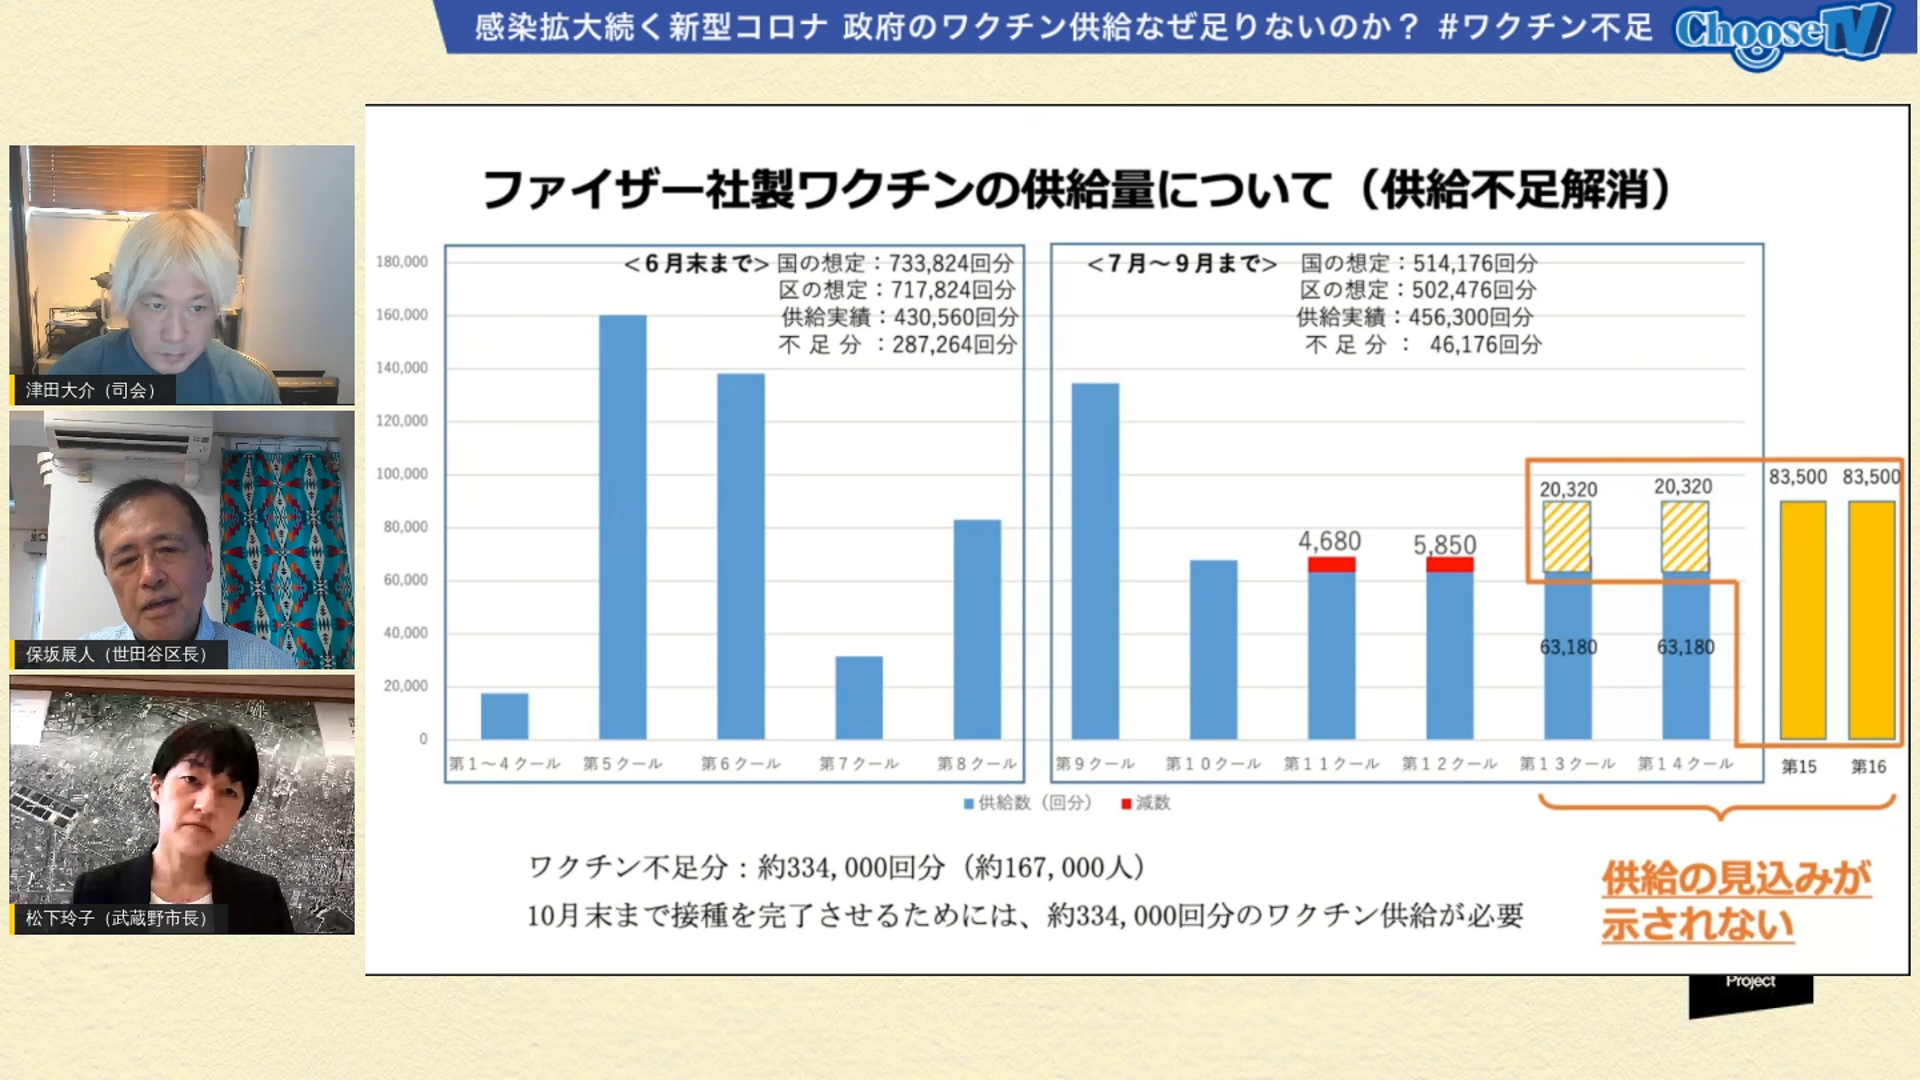 感染拡大続く新型コロナ 政府のワクチン供給なぜ足りないのか？ #ワクチン不足
ChooseTV
津田大介（司会）
保坂展人（世田谷区長）
松下玲子（武蔵野市長）
ファイザー社製ワクチンの供給量について（供給不足解消）
<６月末まで> 国の想定：733,824回分
区の想定：717,824回分
供給実績：430,560回分
不 足 分 ：287,264回分
<７月～９月まで> 国の想定：514,176回分
区の想定：502,476回分
供給実績：456,300回分
不 足 分 ： 46,176回分
180,000
160,000
140,000
120,000
100,000
80,000
60,000
40,000
20,000
0
4,680
5,850
20,320
20,320
83,500
83,500
63,180
63,180
第１～４クール
第５クール
第６クール
第７クール
第８クール
第９クール
第１０クール
第１１クール
第１２クール
第１３クール
第１４クール
第15
第16
供給数（回分） 減数
ワクチン不足分：約334,000回分（約167,000人）
10月末まで接種を完了させるためには、約334,000回分のワクチン供給が必要
供給の見込みが
示されない
Project